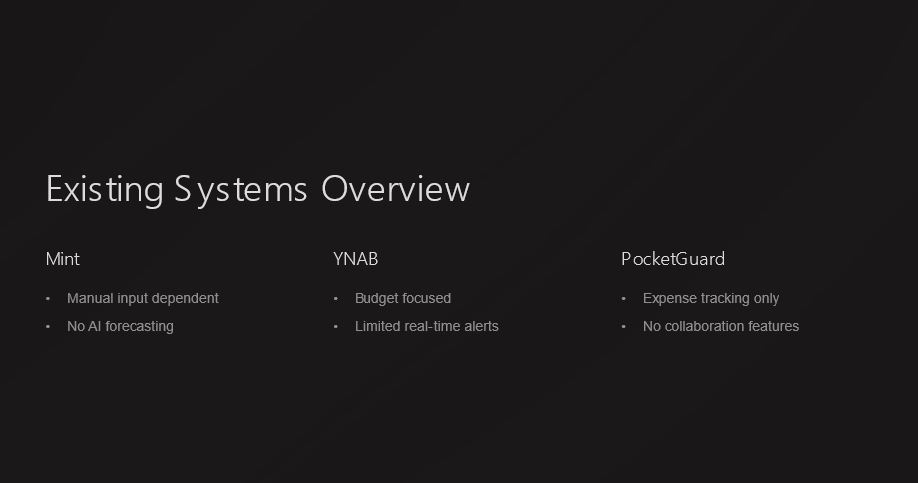 Existing Systems Overview
Mint
• Manual input dependent
• No AI forecasting
YNAB
• Budget focused
• Limited real-time alerts
PocketGuard
• Expense tracking only
• No collaboration features